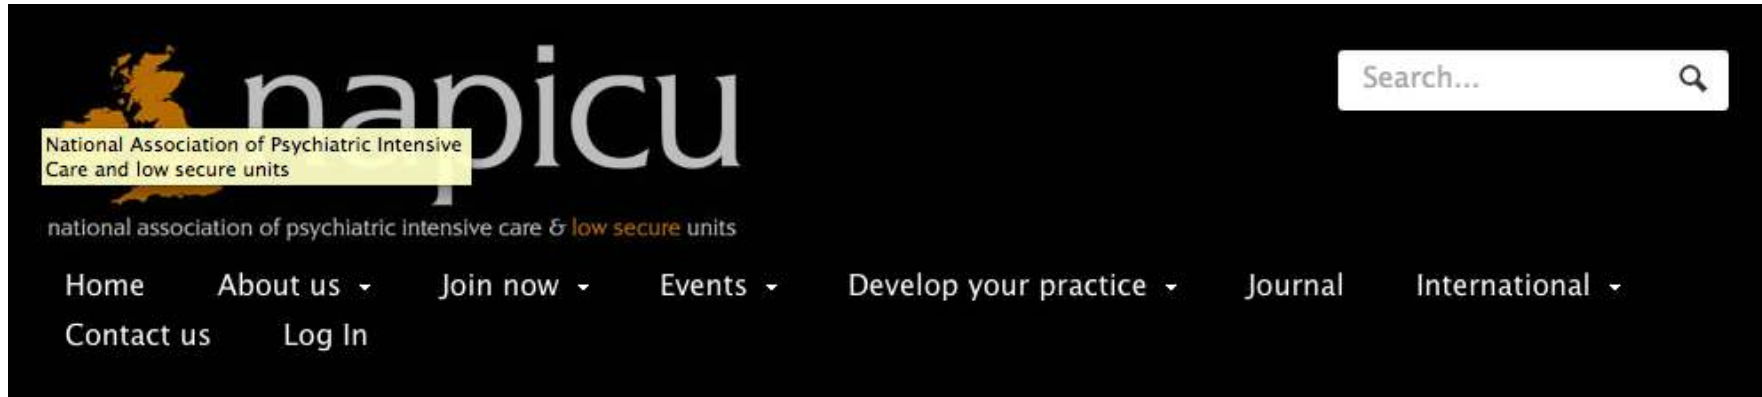 napicu
Search...
National Association of Psychiatric Intensive
Care and low secure units
national association of psychiatric intensive care & low secure units
Home About us Join now Events Develop your practice Journal International
Contact us Log In